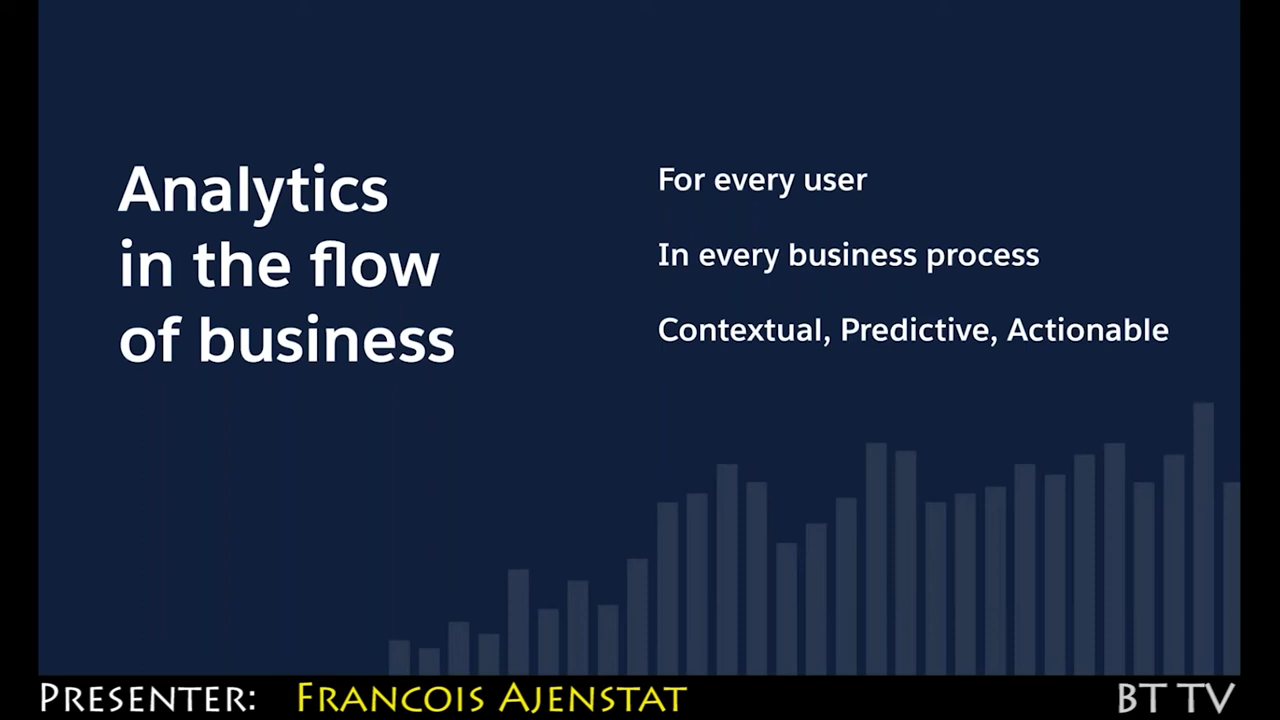 Analytics
in the flow
of business
For every user
In every business process
Contextual, Predictive, Actionable
PRESENTER: FRANCOIS AJENSTAT
BT TV